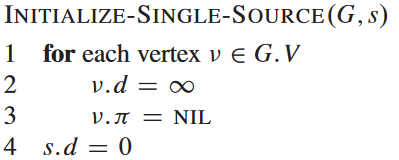 INITIALIZE-SINGLE-SOURCE(G, s)
1 for each vertex v ∈ G.V
2 v.d = ∞
3 v.π = NIL
4 s.d = 0